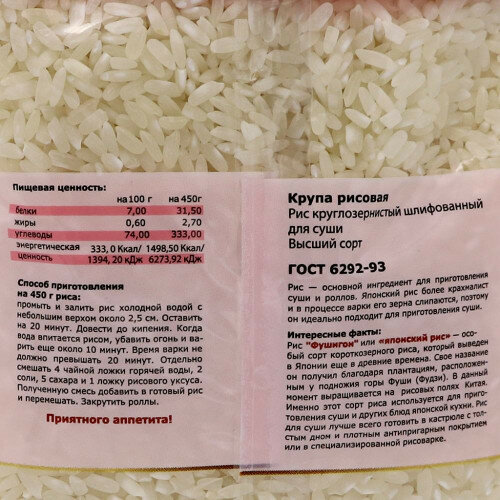 Пищевая ценность:
на 100 г на 450г
белки 7,00 31,50
жиры 0,60 2,70
углеводы 74,00 333,00
энергетическая 333,0 Ккал/ 1498,50 Ккал/
ценность 1394,20 кДж 6273,92 кДж
Способ приготовления
на 450 г риса:
промыть и залить рис холодной водой с
небольшим верхом около 2,5 см. Оставить
на 20 минут. Довести до кипения. Когда
вода впитается рисом, убавить огонь и ва-
рить еще около 10 минут. Время варки не
должно превышать 20 минут. Отдельно
смешать 4 чайной ложки горячей воды, 2
соли, 5 сахара и 1 ложку рисового уксуса.
Полученную смесь добавить в готовый рис
и перемешать. Закрутить роллы.
Приятного аппетита!
Крупа рисовая
Рис круглозернистый шлифованный
для суши
Высший сорт
ГОСТ 6292-93
Рис — основной ингредиент для приготовления
суши и роллов. Японский рис более крахмалист
и в процессе варки его зерна слипаются, поэтому
он идеально подходит для приготовления суши.
Интересные факты:
Рис "Фушигон" или «японский рис» — осо-
бый сорт короткозерного риса, который выведен
в Японии еще в древние времена. Свое название
он получил благодаря плантациям, расположен-
ным у подножия горы Фуши (Фудзи). В данный
момент выращивается на рисовых полях Китая.
Именно этот сорт риса используется для приго-
товления суши и других блюд японской кухни. Рис
для суши лучше всего готовить в кастрюле с толс-
тым дном и плотным антипригарным покрытием
или в специализированной рисоварке.